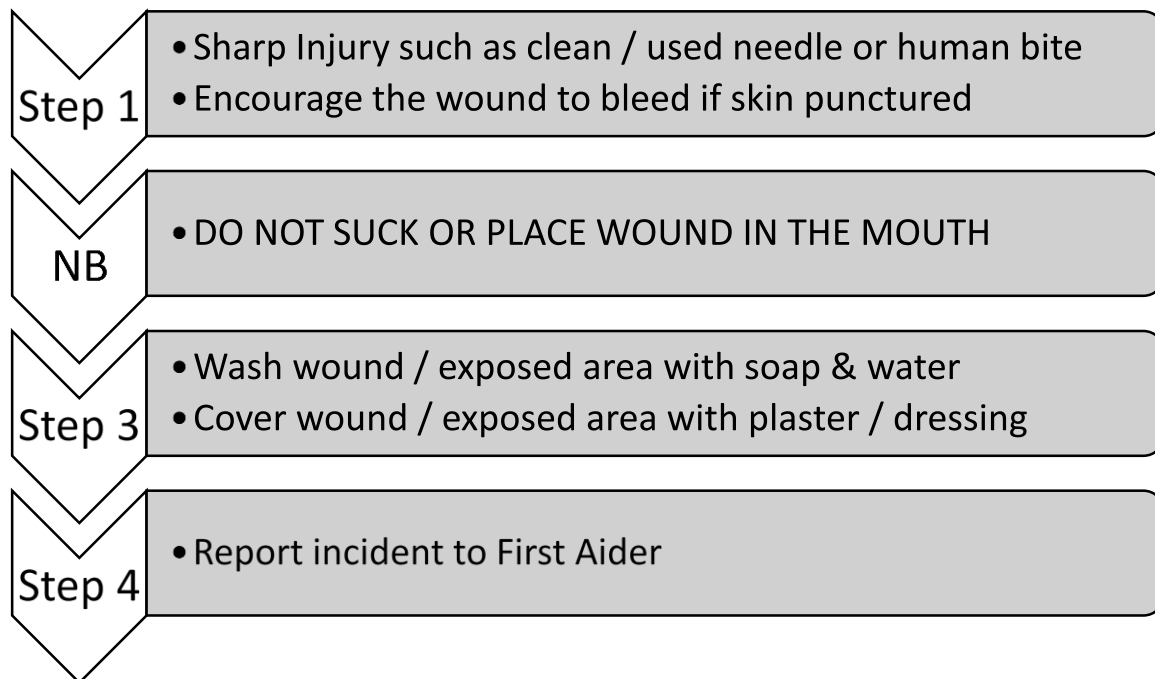 Step 1
• Sharp Injury such as clean / used needle or human bite
• Encourage the wound to bleed if skin punctured
NB
• DO NOT SUCK OR PLACE WOUND IN THE MOUTH
Step 3
• Wash wound / exposed area with soap & water
• Cover wound / exposed area with plaster / dressing
Step 4
• Report incident to First Aider